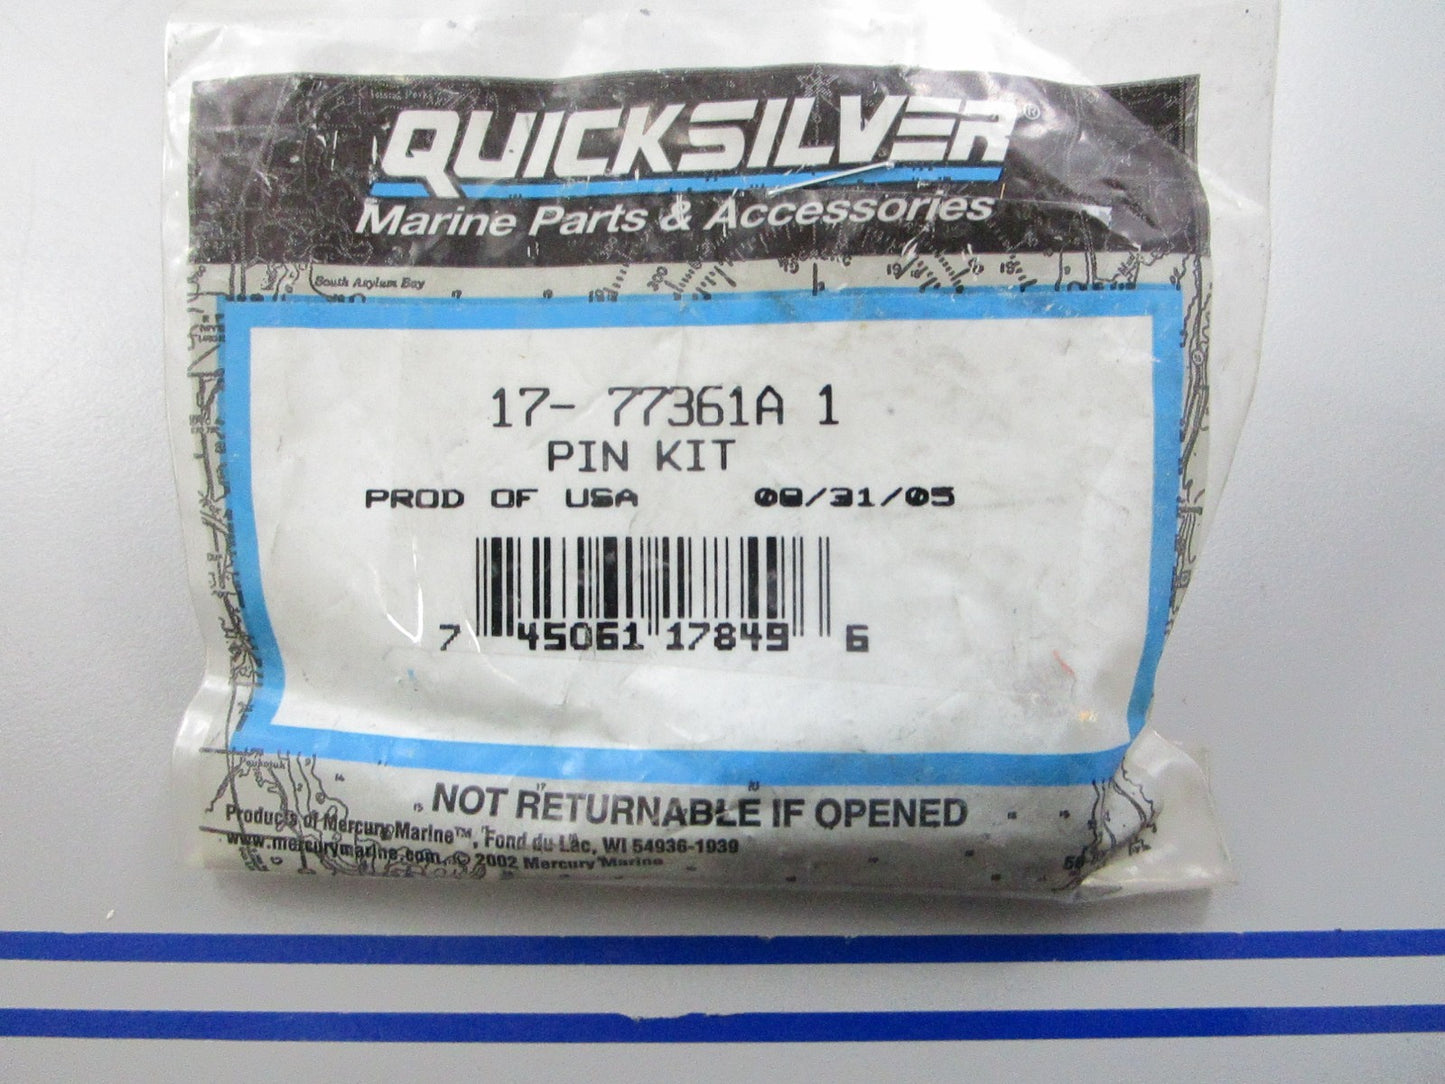 QUICKSILVER®
Marine Parts & Accessories
South Asylum Bay
300
17- 77361A 1
PIN KIT
PROD OF USA 08/31/05
7 45061 17849 6
NOT RETURNABLE IF OPENED
Products of Mercury Marine™, Fond du Lac, WI 54936-1939
www.mercurymarine.com, © 2002 Mercury Marine